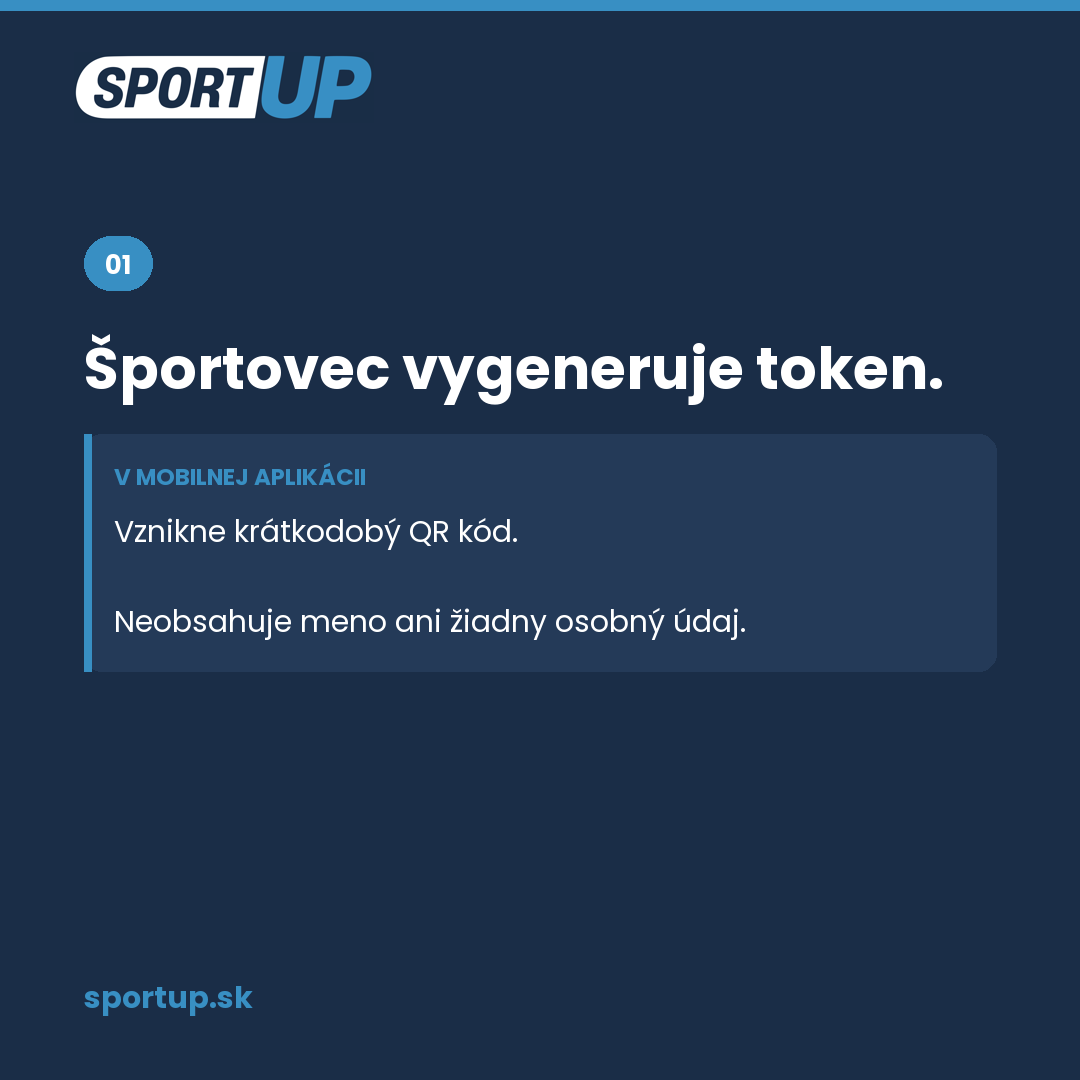 SPORTUP
01
Športovec vygeneruje token.
V MOBILNEJ APLIKÁCII
Vznikne krátkodobý QR kód.
Neobsahuje meno ani žiadny osobný údaj.
sportup.sk